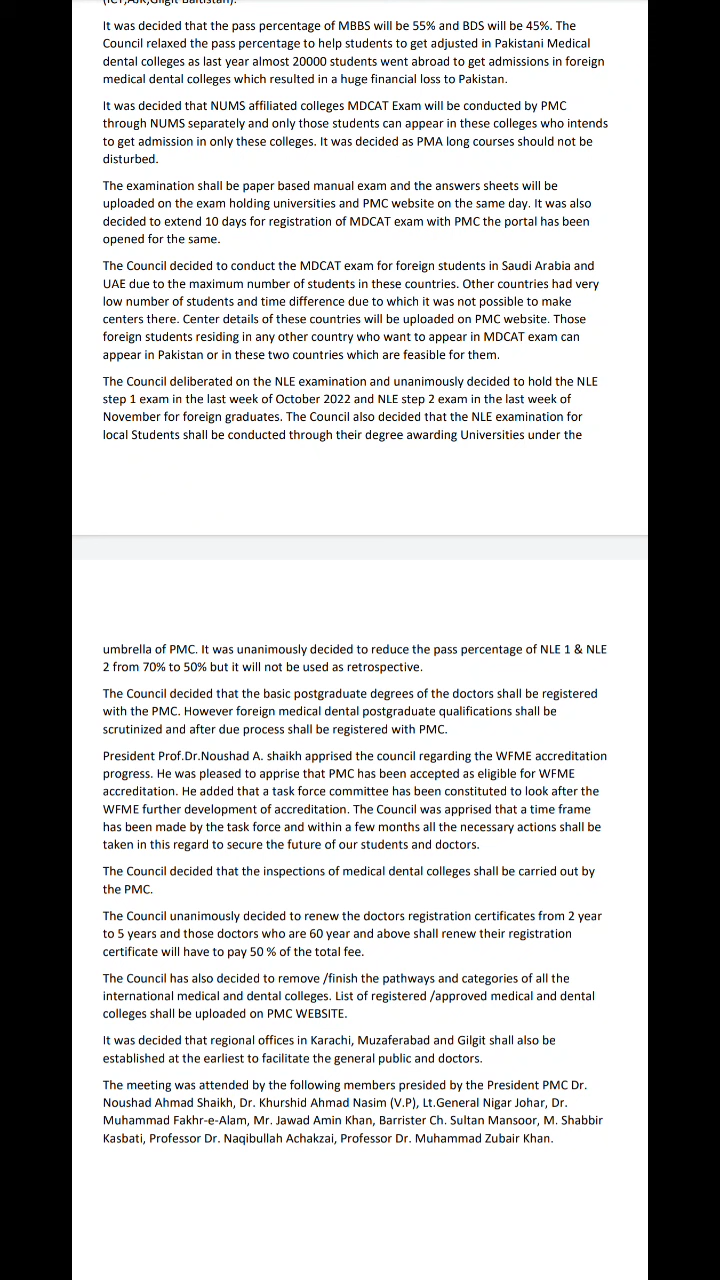 (ICT,AJK,Gilgit Baltistan).
It was decided that the pass percentage of MBBS will be 55% and BDS will be 45%. The
Council relaxed the pass percentage to help students to get adjusted in Pakistani Medical
dental colleges as last year almost 20000 students went abroad to get admissions in foreign
medical dental colleges which resulted in a huge financial loss to Pakistan.
It was decided that NUMS affiliated colleges MDCAT Exam will be conducted by PMC
through NUMS separately and only those students can appear in these colleges who intends
to get admission in only these colleges. It was decided as PMA long courses should not be
disturbed.
The examination shall be paper based manual exam and the answers sheets will be
uploaded on the exam holding universities and PMC website on the same day. It was also
decided to extend 10 days for registration of MDCAT exam with PMC the portal has been
opened for the same.
The Council decided to conduct the MDCAT exam for foreign students in Saudi Arabia and
UAE due to the maximum number of students in these countries. Other countries had very
low number of students and time difference due to which it was not possible to make
centers there. Center details of these countries will be uploaded on PMC website. Those
foreign students residing in any other country who want to appear in MDCAT exam can
appear in Pakistan or in these two countries which are feasible for them.
The Council deliberated on the NLE examination and unanimously decided to hold the NLE
step 1 exam in the last week of October 2022 and NLE step 2 exam in the last week of
November for foreign graduates. The Council also decided that the NLE examination for
local Students shall be conducted through their degree awarding Universities under the
umbrella of PMC. It was unanimously decided to reduce the pass percentage of NLE 1 & NLE
2 from 70% to 50% but it will not be used as retrospective.
The Council decided that the basic postgraduate degrees of the doctors shall be registered
with the PMC. However foreign medical dental postgraduate qualifications shall be
scrutinized and after due process shall be registered with PMC.
President Prof.Dr.Noushad A. shaikh apprised the council regarding the WFME accreditation
progress. He was pleased to apprise that PMC has been accepted as eligible for WFME
accreditation. He added that a task force committee has been constituted to look after the
WFME further development of accreditation. The Council was apprised that a time frame
has been made by the task force and within a few months all the necessary actions shall be
taken in this regard to secure the future of our students and doctors.
The Council decided that the inspections of medical dental colleges shall be carried out by
the PMC.
The Council unanimously decided to renew the doctors registration certificates from 2 year
to 5 years and those doctors who are 60 year and above shall renew their registration
certificate will have to pay 50 % of the total fee.
The Council has also decided to remove /finish the pathways and categories of all the
international medical and dental colleges. List of registered /approved medical and dental
colleges shall be uploaded on PMC WEBSITE.
It was decided that regional offices in Karachi, Muzaferabad and Gilgit shall also be
established at the earliest to facilitate the general public and doctors.
The meeting was attended by the following members presided by the President PMC Dr.
Noushad Ahmad Shaikh, Dr. Khurshid Ahmad Nasim (V.P), Lt.General Nigar Johar, Dr.
Muhammad Fakhr-e-Alam, Mr. Jawad Amin Khan, Barrister Ch. Sultan Mansoor, M. Shabbir
Kasbati, Professor Dr. Naqibullah Achakzai, Professor Dr. Muhammad Zubair Khan.